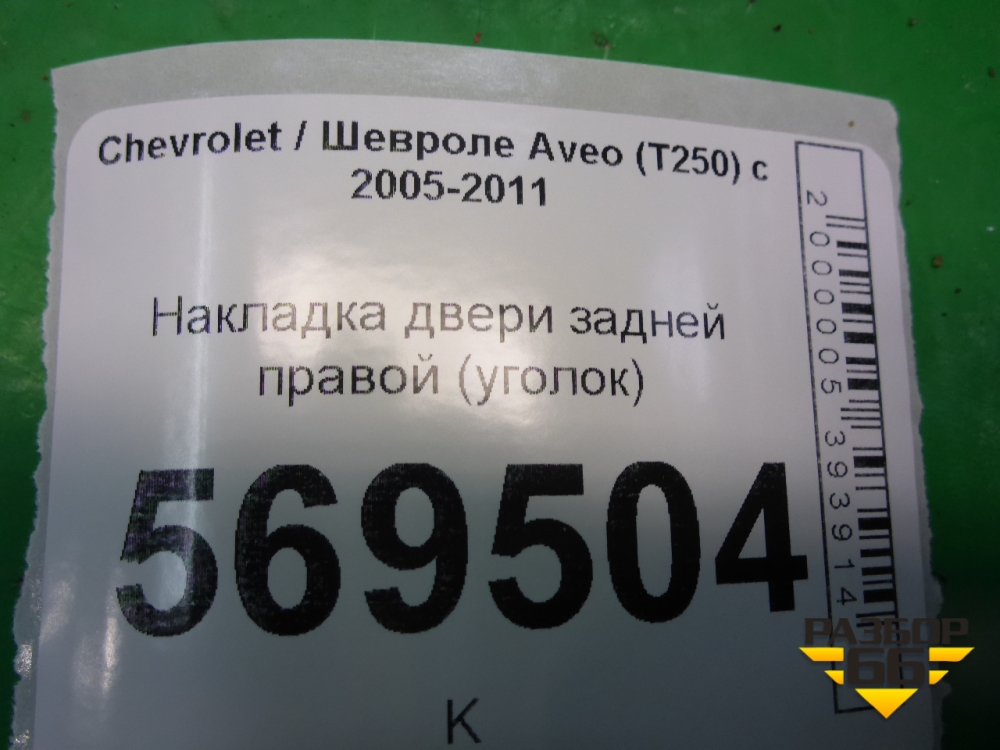 Chevrolet / Шевроле Aveo (T250) с
2005-2011
Накладка двери задней
правой (уголок)
569504
К
2000005393914
РАЗБОР
66